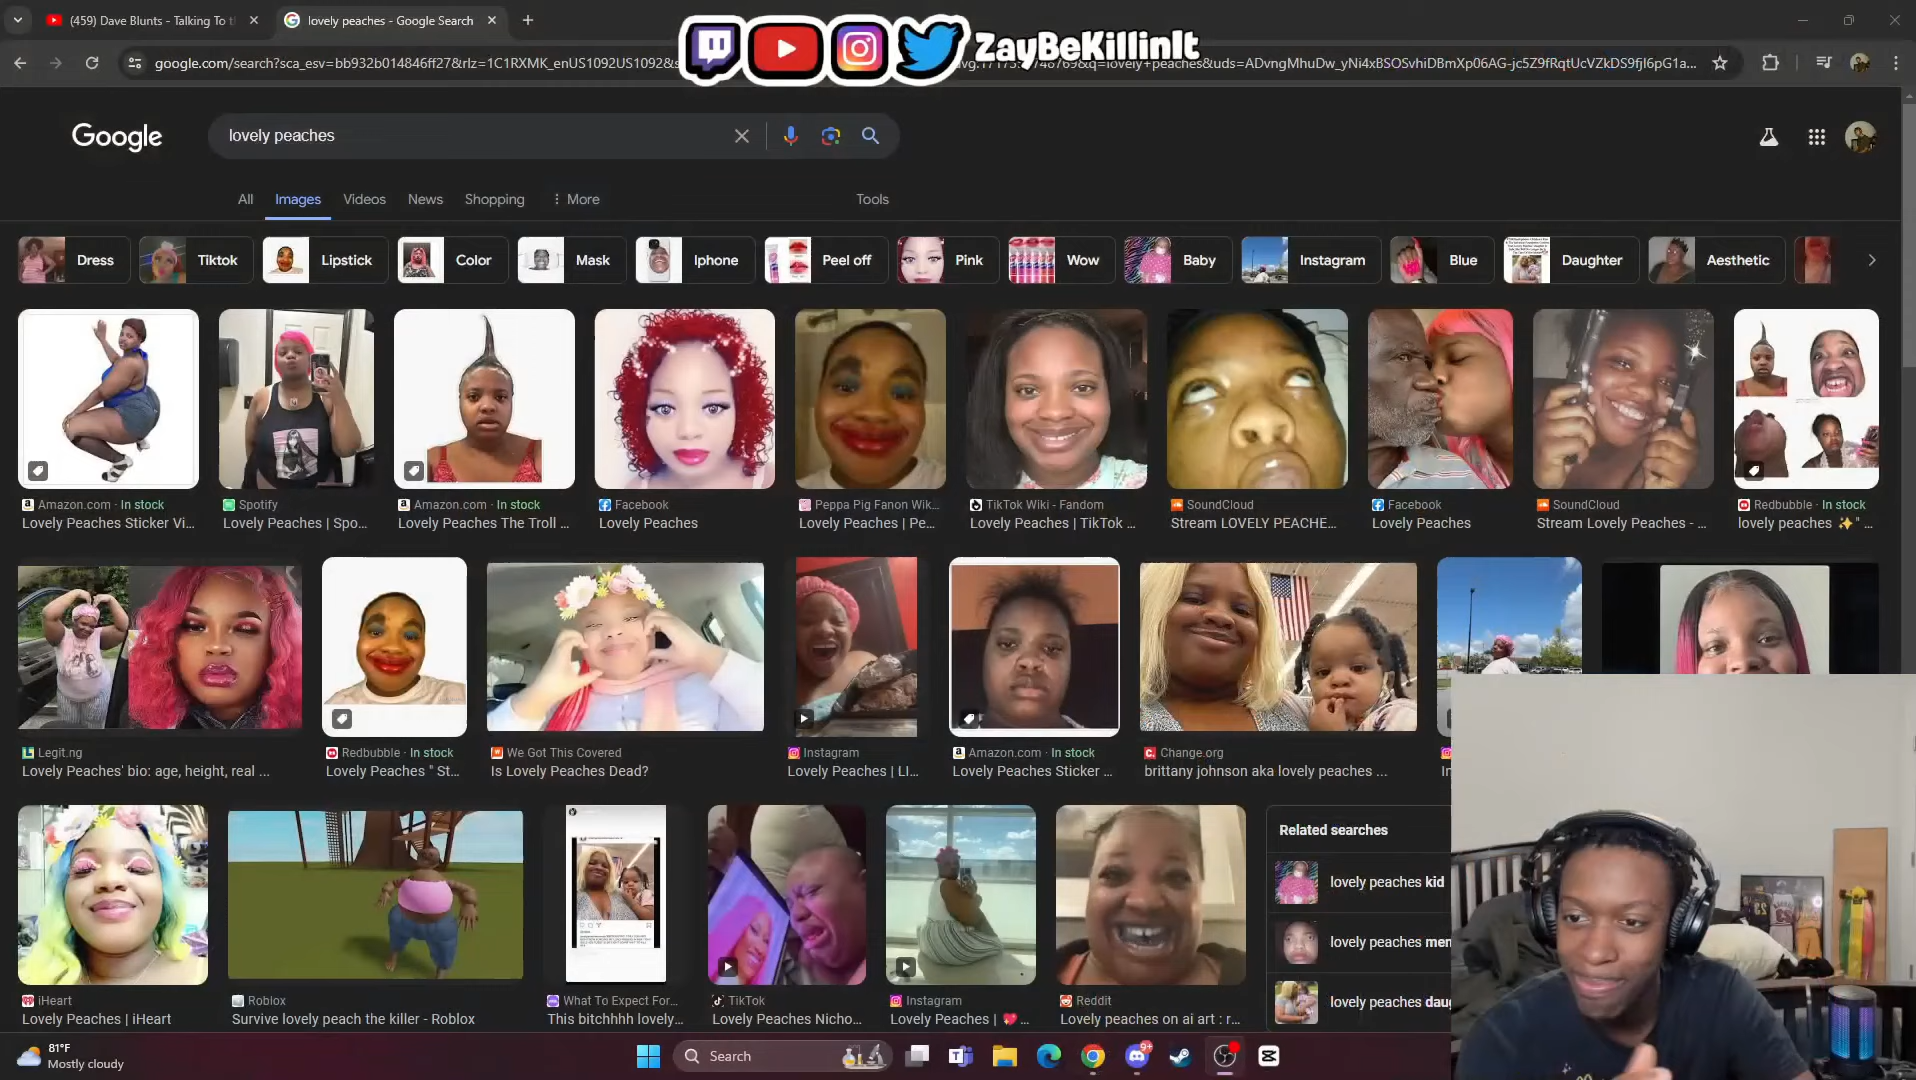 (459) Dave Blunts - Talking To t
lovely peaches - Google Search
ZayBeKillinIt
Google
lovely peaches
All
Images
Videos
News
Shopping
More
Tools
Dress
Tiktok
Lipstick
Color
Mask
Iphone
Peel off
Pink
Wow
Baby
Instagram
Blue
Daughter
Aesthetic
Amazon.com · In stock
Lovely Peaches Sticker Vi...
Spotify
Lovely Peaches | Spo...
Amazon.com · In stock
Lovely Peaches The Troll ...
Facebook
Lovely Peaches
Peppa Pig Fanon Wik...
Lovely Peaches | Pe...
TikTok Wiki - Fandom
Lovely Peaches | TikTok ...
SoundCloud
Stream LOVELY PEACHE...
Facebook
Lovely Peaches
SoundCloud
Stream Lovely Peaches - ...
Redbubble · In stock
lovely peaches ✨" ...
Legit.ng
Lovely Peaches' bio: age, height, real ...
Redbubble · In stock
Lovely Peaches " St...
We Got This Covered
Is Lovely Peaches Dead?
Instagram
Lovely Peaches | LI...
Amazon.com · In stock
Lovely Peaches Sticker ...
Change.org
brittany johnson aka lovely peaches ...
iHeart
Lovely Peaches | iHeart
Roblox
Survive lovely peach the killer - Roblox
What To Expect For...
This bitchhhh lovely...
TikTok
Lovely Peaches Nicho...
Instagram
Lovely Peaches | 💖...
Reddit
Lovely peaches on ai art : r...
Related searches
lovely peaches kid
lovely peaches
lovely peaches
81°F
Mostly cloudy
Search
9+